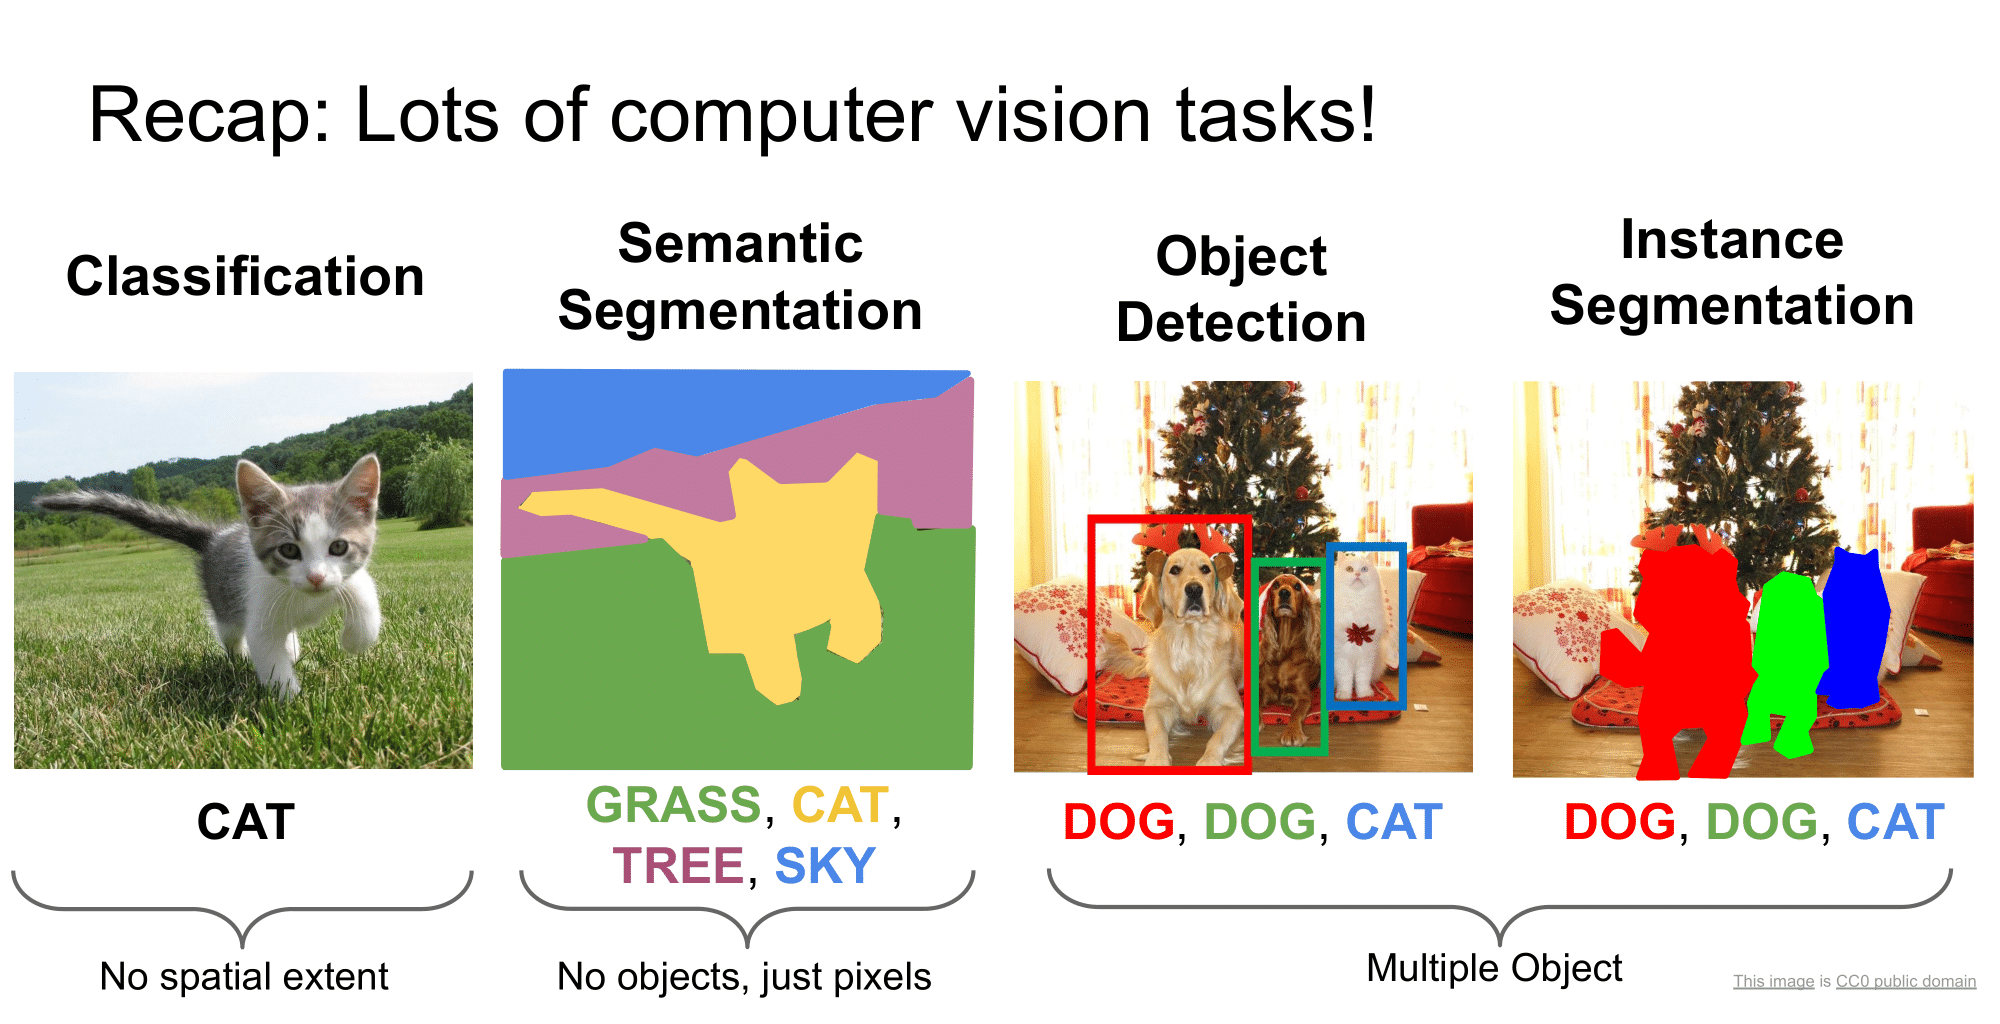 Recap: Lots of computer vision tasks!
Classification
Semantic
Segmentation
Object
Detection
Instance
Segmentation
CAT
GRASS, CAT,
TREE, SKY
DOG, DOG, CAT
DOG, DOG, CAT
No spatial extent
No objects, just pixels
Multiple Object
This image is CC0 public domain